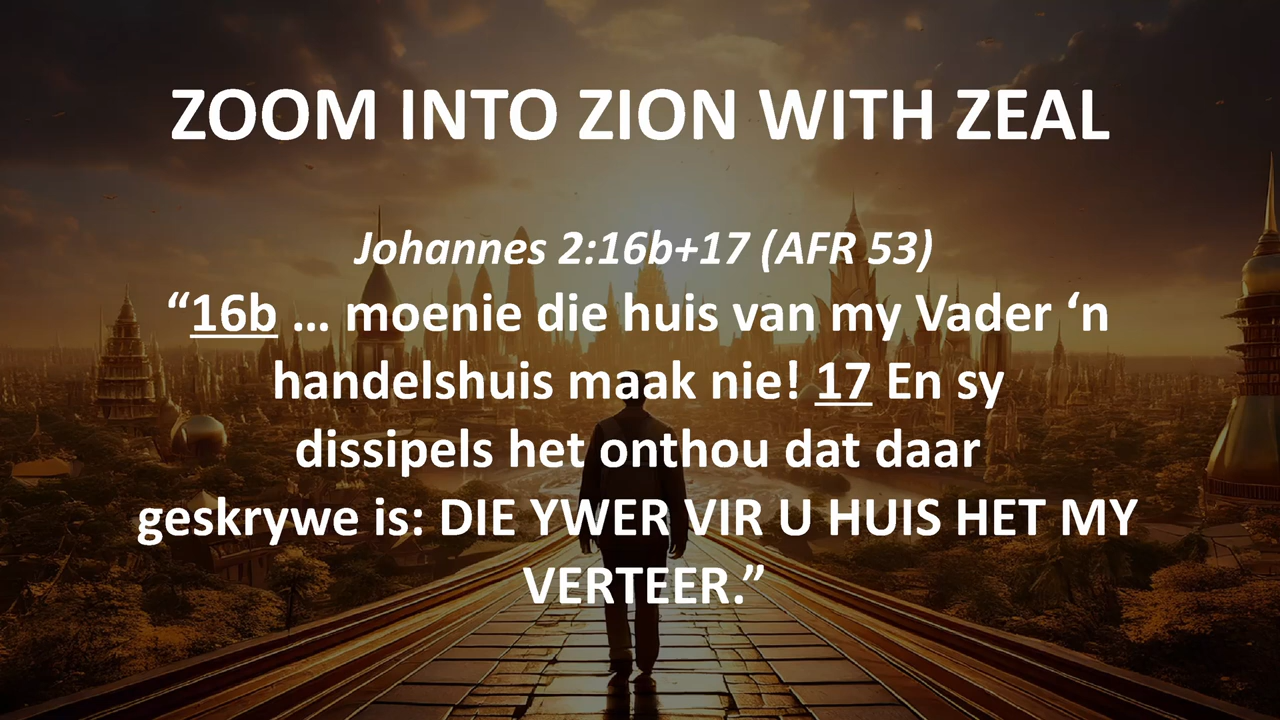 ZOOM INTO ZION WITH ZEAL
Johannes 2:16b+17 (AFR 53)
“16b … moenie die huis van my Vader ‘n
handelshuis maak nie! 17 En sy
dissipels het onthou dat daar
geskrywe is: DIE YWER VIR U HUIS HET MY
VERTEER.”